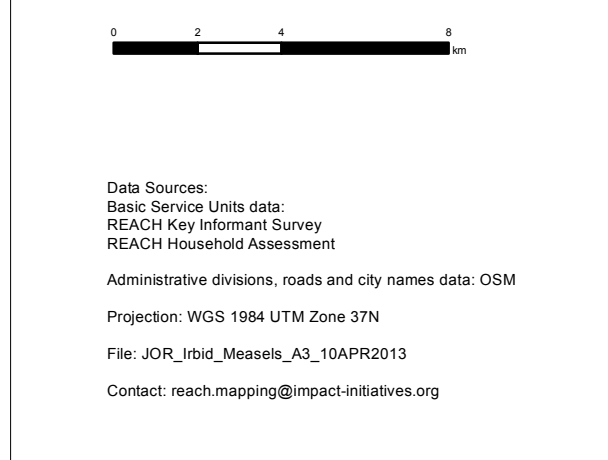 0 2 4 8
km
Data Sources:
Basic Service Units data:
REACH Key Informant Survey
REACH Household Assessment
Administrative divisions, roads and city names data: OSM
Projection: WGS 1984 UTM Zone 37N
File: JOR_Irbid_Measels_A3_10APR2013
Contact: reach.mapping@impact-initiatives.org